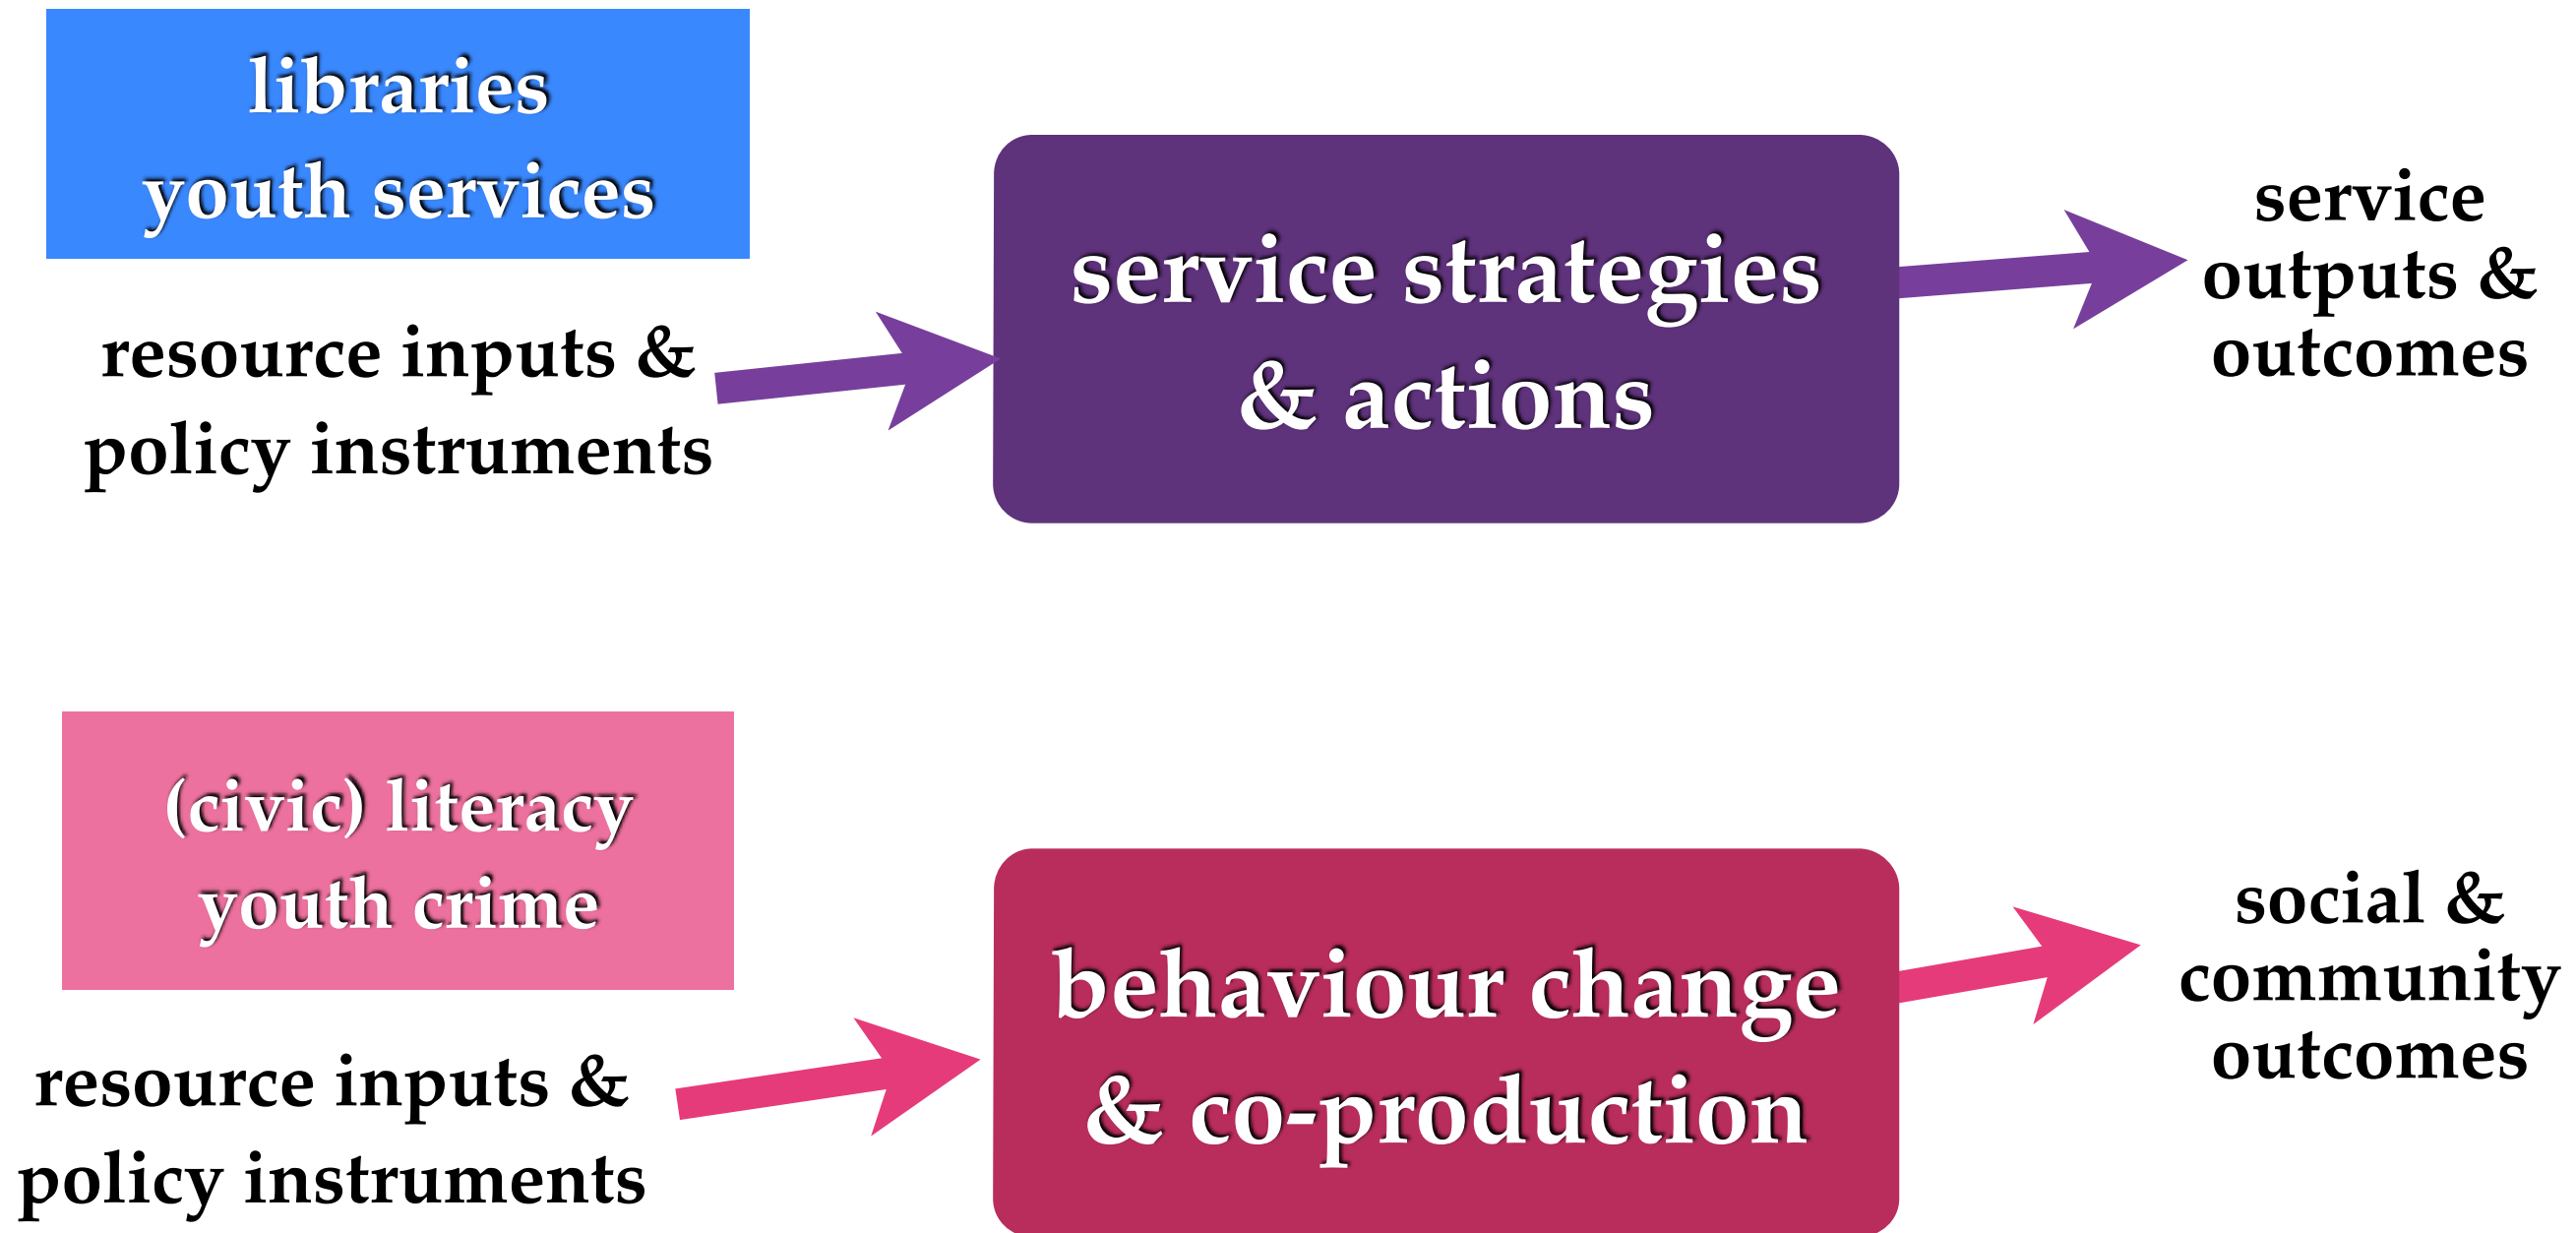 libraries
youth services
resource inputs &
policy instruments
service strategies
& actions
service
outputs &
outcomes
(civic) literacy
youth crime
resource inputs &
policy instruments
behaviour change
& co-production
social &
community
outcomes